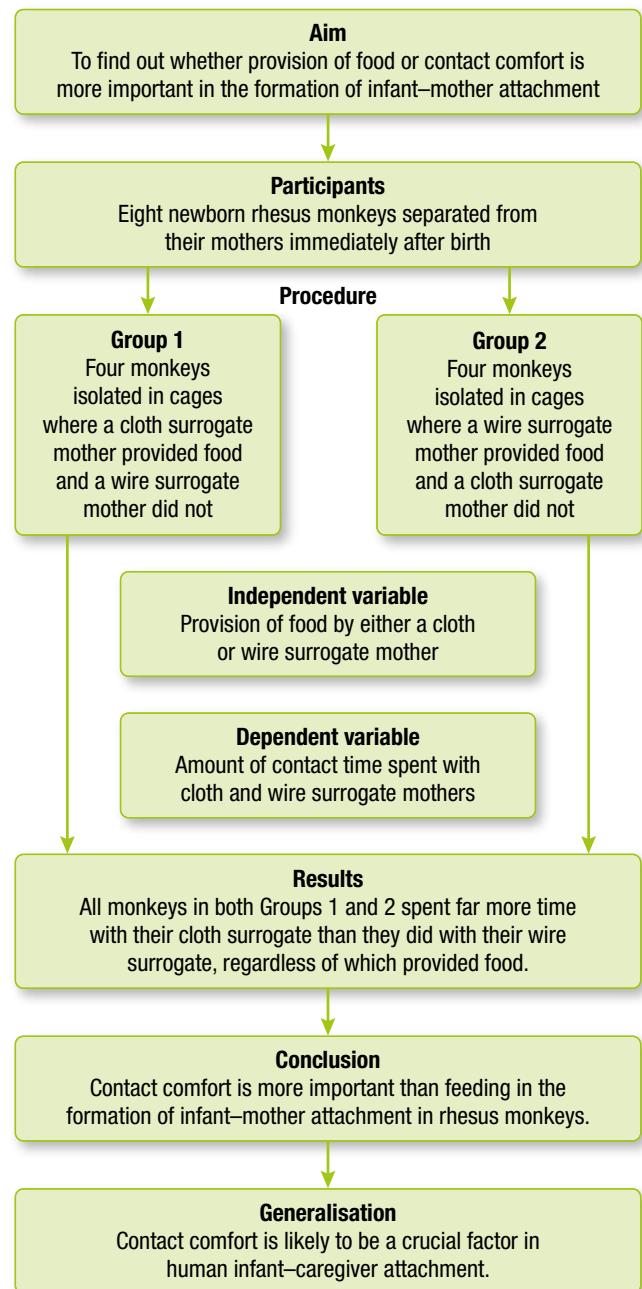 Aim
To find out whether provision of food or contact comfort is
more important in the formation of infant–mother attachment
Participants
Eight newborn rhesus monkeys separated from
their mothers immediately after birth
Procedure
Group 1
Four monkeys
isolated in cages
where a cloth surrogate
mother provided food
and a wire surrogate
mother did not
Group 2
Four monkeys
isolated in cages
where a wire surrogate
mother provided food
and a cloth surrogate
mother did not
Independent variable
Provision of food by either a cloth
or wire surrogate mother
Dependent variable
Amount of contact time spent with
cloth and wire surrogate mothers
Results
All monkeys in both Groups 1 and 2 spent far more time
with their cloth surrogate than they did with their wire
surrogate, regardless of which provided food.
Conclusion
Contact comfort is more important than feeding in the
formation of infant–mother attachment in rhesus monkeys.
Generalisation
Contact comfort is likely to be a crucial factor in
human infant–caregiver attachment.